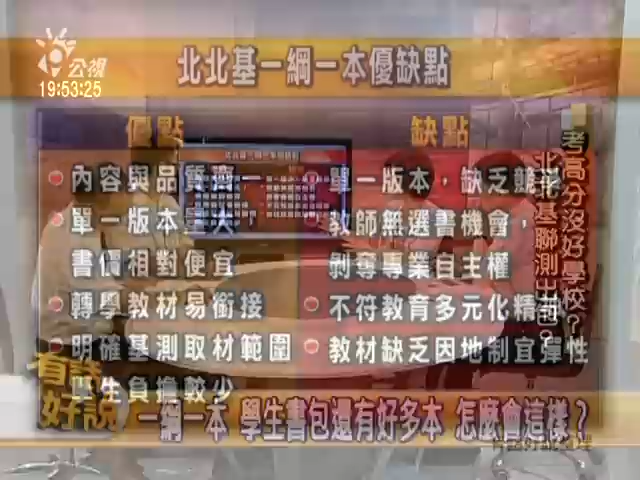 公視
19:53:25
北北基一綱一本優缺點
優點
內容與品質齊一
單一版本量大，
書價相對便宜
轉學教材易銜接
明確基測取材範圍
學生負擔較少
缺點
單一版本，缺乏競爭
教師無選書機會，
剝奪專業自主權
不符教育多元化精神
教材缺乏因地制宜彈性
考高分沒好學校？
北北基聯測出
有話
好說
一綱一本 學生書包還有好多本 怎麼會這樣？